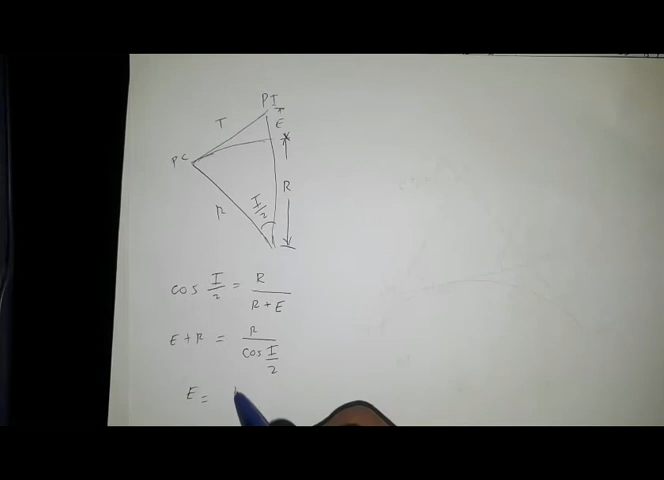 PI
T
E
PC
R
R
I/2
cos I/2 = R/(R + E)
E + R = R/(cos I/2)
E =